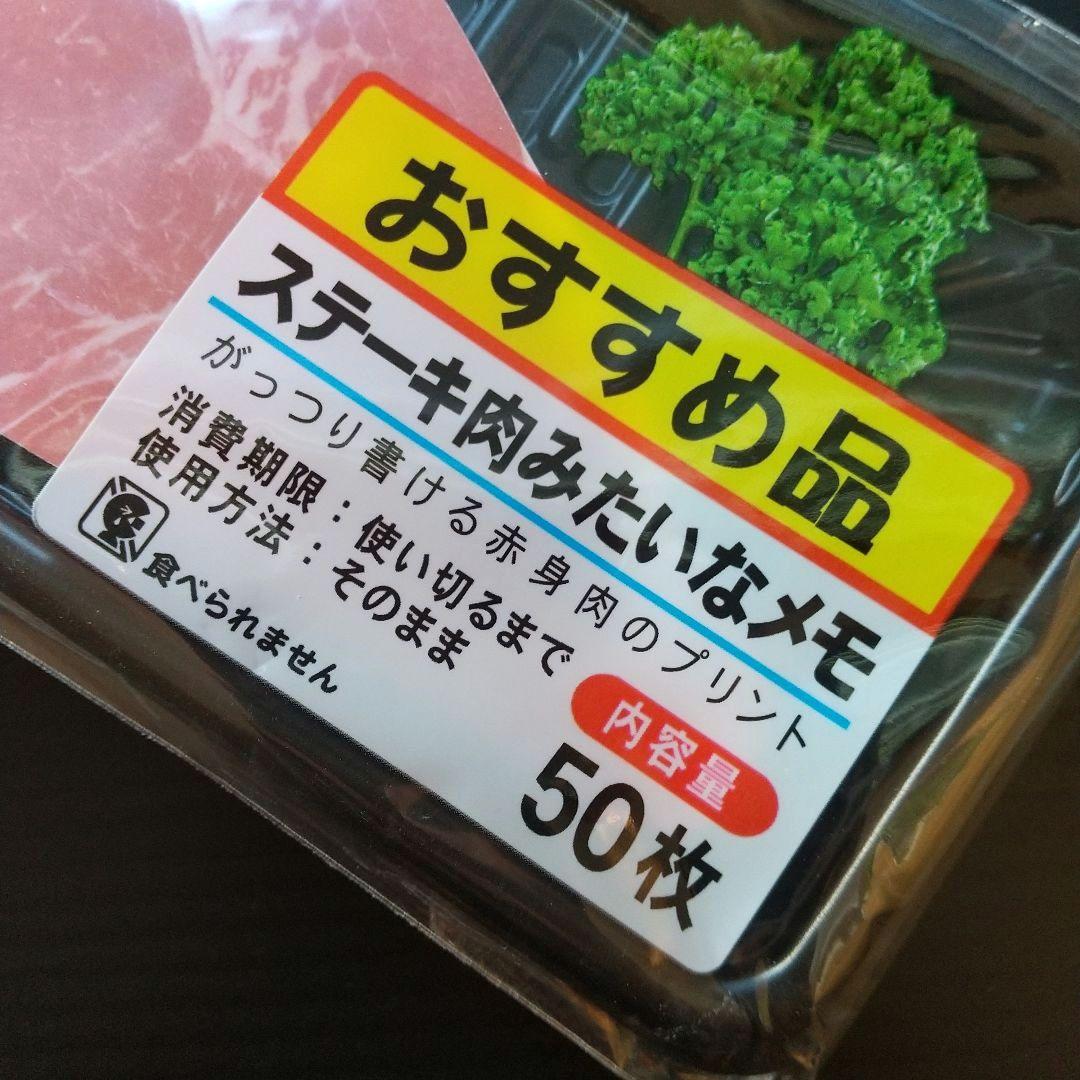 おすすめ品
ステーキ肉みたいなメモ
がっつり書ける赤身肉のプリント
消費期限：使い切るまで
使用方法：そのまま
食べられません
内容量
50枚